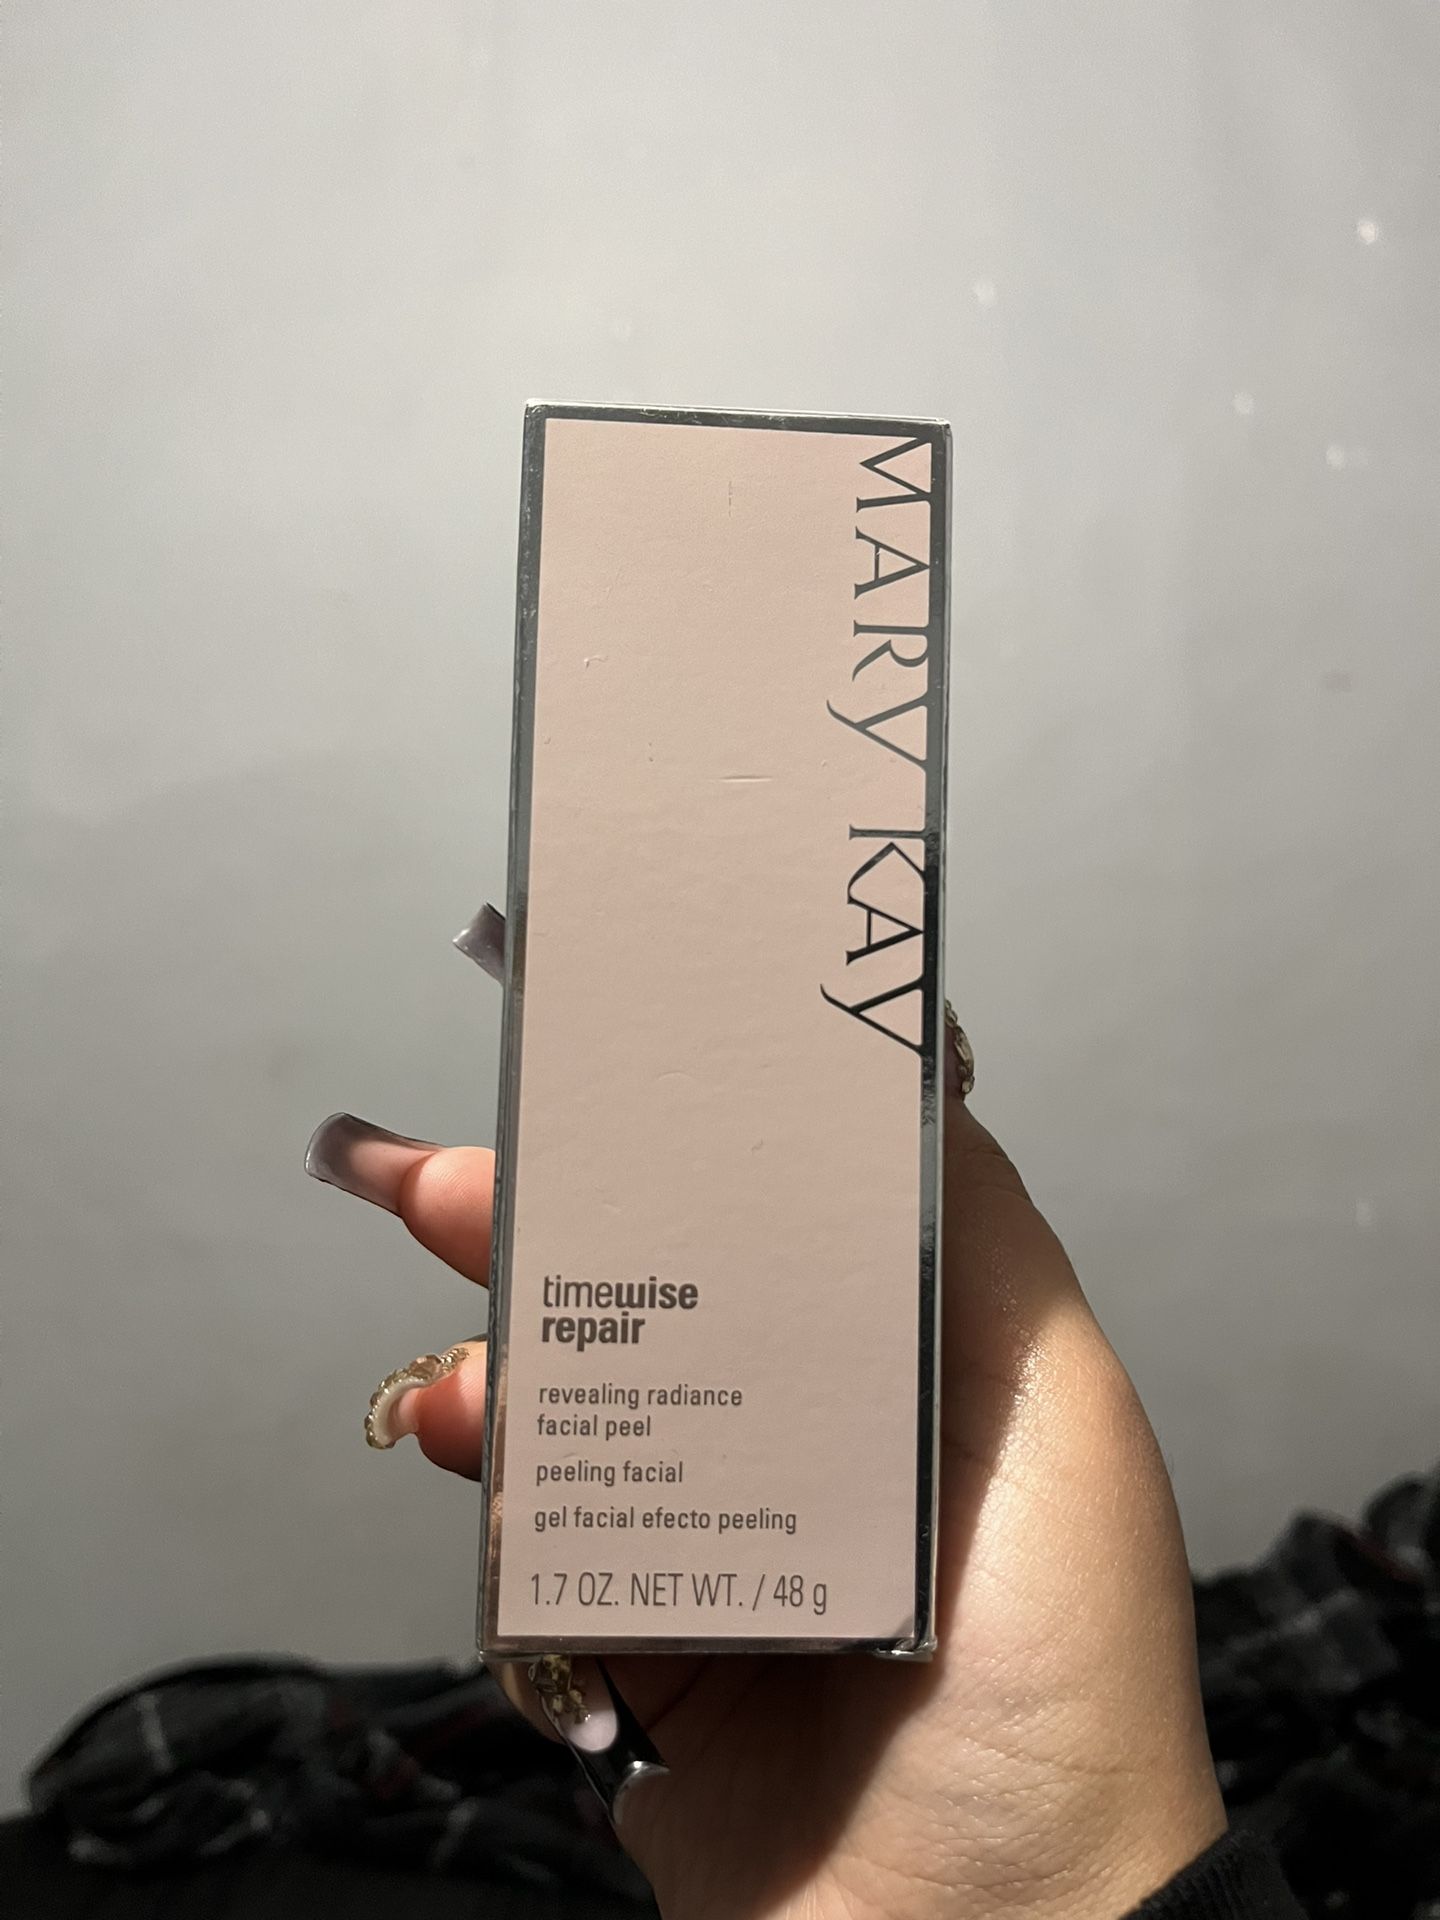 MARY KAY
timewise
repair
revealing radiance
facial peel
peeling facial
gel facial efecto peeling
1.7 OZ. NET WT. / 48 g